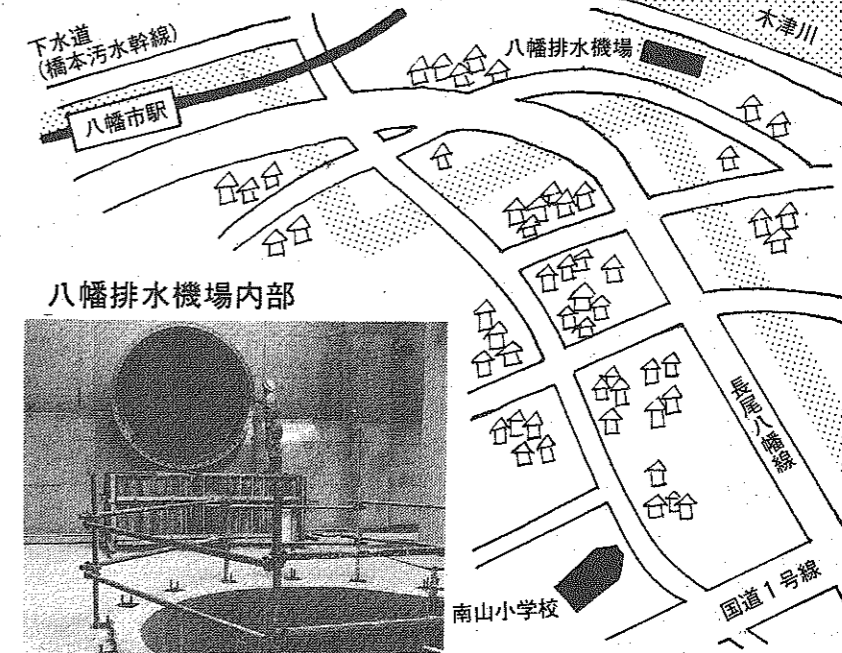 下水道
(橋本汚水幹線)
八幡市駅
八幡排水機場
木津川
八幡排水機場内部
長尾八幡線
南山小学校
国道1号線